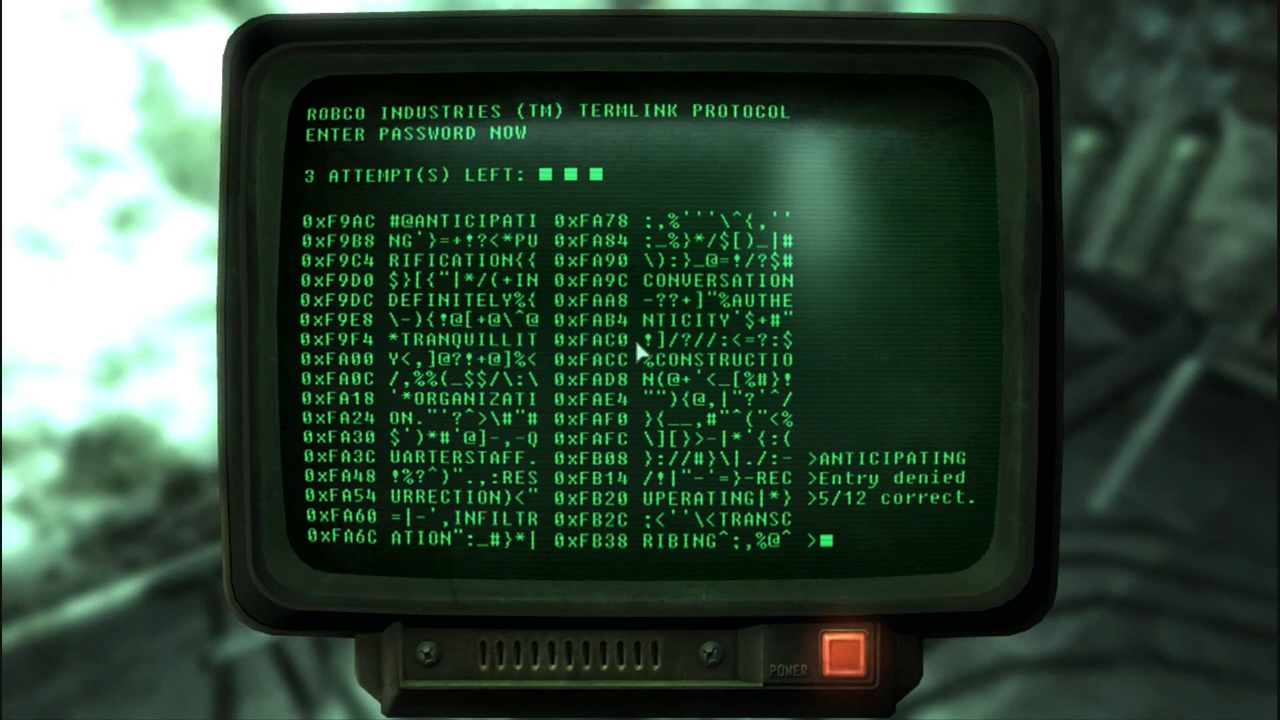 ROBCO INDUSTRIES (TM) TERMLINK PROTOCOL
ENTER PASSWORD NOW
3 ATTEMPT(S) LEFT: ■ ■ ■
0xF9AC #@ANTICIPATI 0xFA78 :,%'''\^{,''
0xF9B8 NG'}=+!?<*PU 0xFA84 :_%}*/$[)_|#
0xF9C4 RIFICATION{{ 0xFA90 \):}_@=!/?$#
0xF9D0 $}[{"|*/(+IN 0xFA9C CONVERSATION
0xF9DC DEFINITELY%{ 0xFAA8 -??+]"%AUTHE
0xF9E8 \-){!@[+@\^@ 0xFAB4 NTICITY'$+#"
0xF9F4 *TRANQUILLIT 0xFAC0 !]/?//:<=?:$
0xFA00 Y<,]@?!+@]%< 0xFACC %CONSTRUCTIO
0xFA0C /,%%(_$$/\:\ 0xFAD8 N(@+'<_[%#}!
0xFA18 '*ORGANIZATI 0xFAE4 ""){@,|"?'^/
0xFA24 ON."'?^>\#"# 0xFAF0 }{__,#"^("<%
0xFA30 $')*#'@]-,-Q 0xFAFC \][}>-|*'{:(
0xFA3C UARTERSTAFF. 0xFB08 }://#}\|./:- >ANTICIPATING
0xFA48 !%?^)".,:RES 0xFB14 /!|"-'=}-REC >Entry denied
0xFA54 URRECTION)<" 0xFB20 UPERATING|*} >5/12 correct.
0xFA60 =|-',INFILTR 0xFB2C ;<''\<TRANSC
0xFA6C ATION":_#}*| 0xFB38 RIBING^;,%@^ >■
POWER